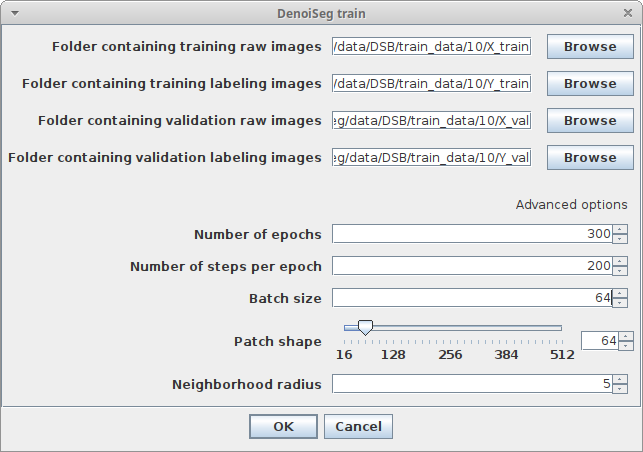 DenoiSeg train
Folder containing training raw images /data/DSB/train_data/10/X_train Browse
Folder containing training labeling images /data/DSB/train_data/10/Y_train Browse
Folder containing validation raw images eg/data/DSB/train_data/10/X_val Browse
Folder containing validation labeling images eg/data/DSB/train_data/10/Y_val Browse
Advanced options
Number of epochs 300
Number of steps per epoch 200
Batch size 64
Patch shape 64
16 128 256 384 512
Neighborhood radius 5
OK Cancel